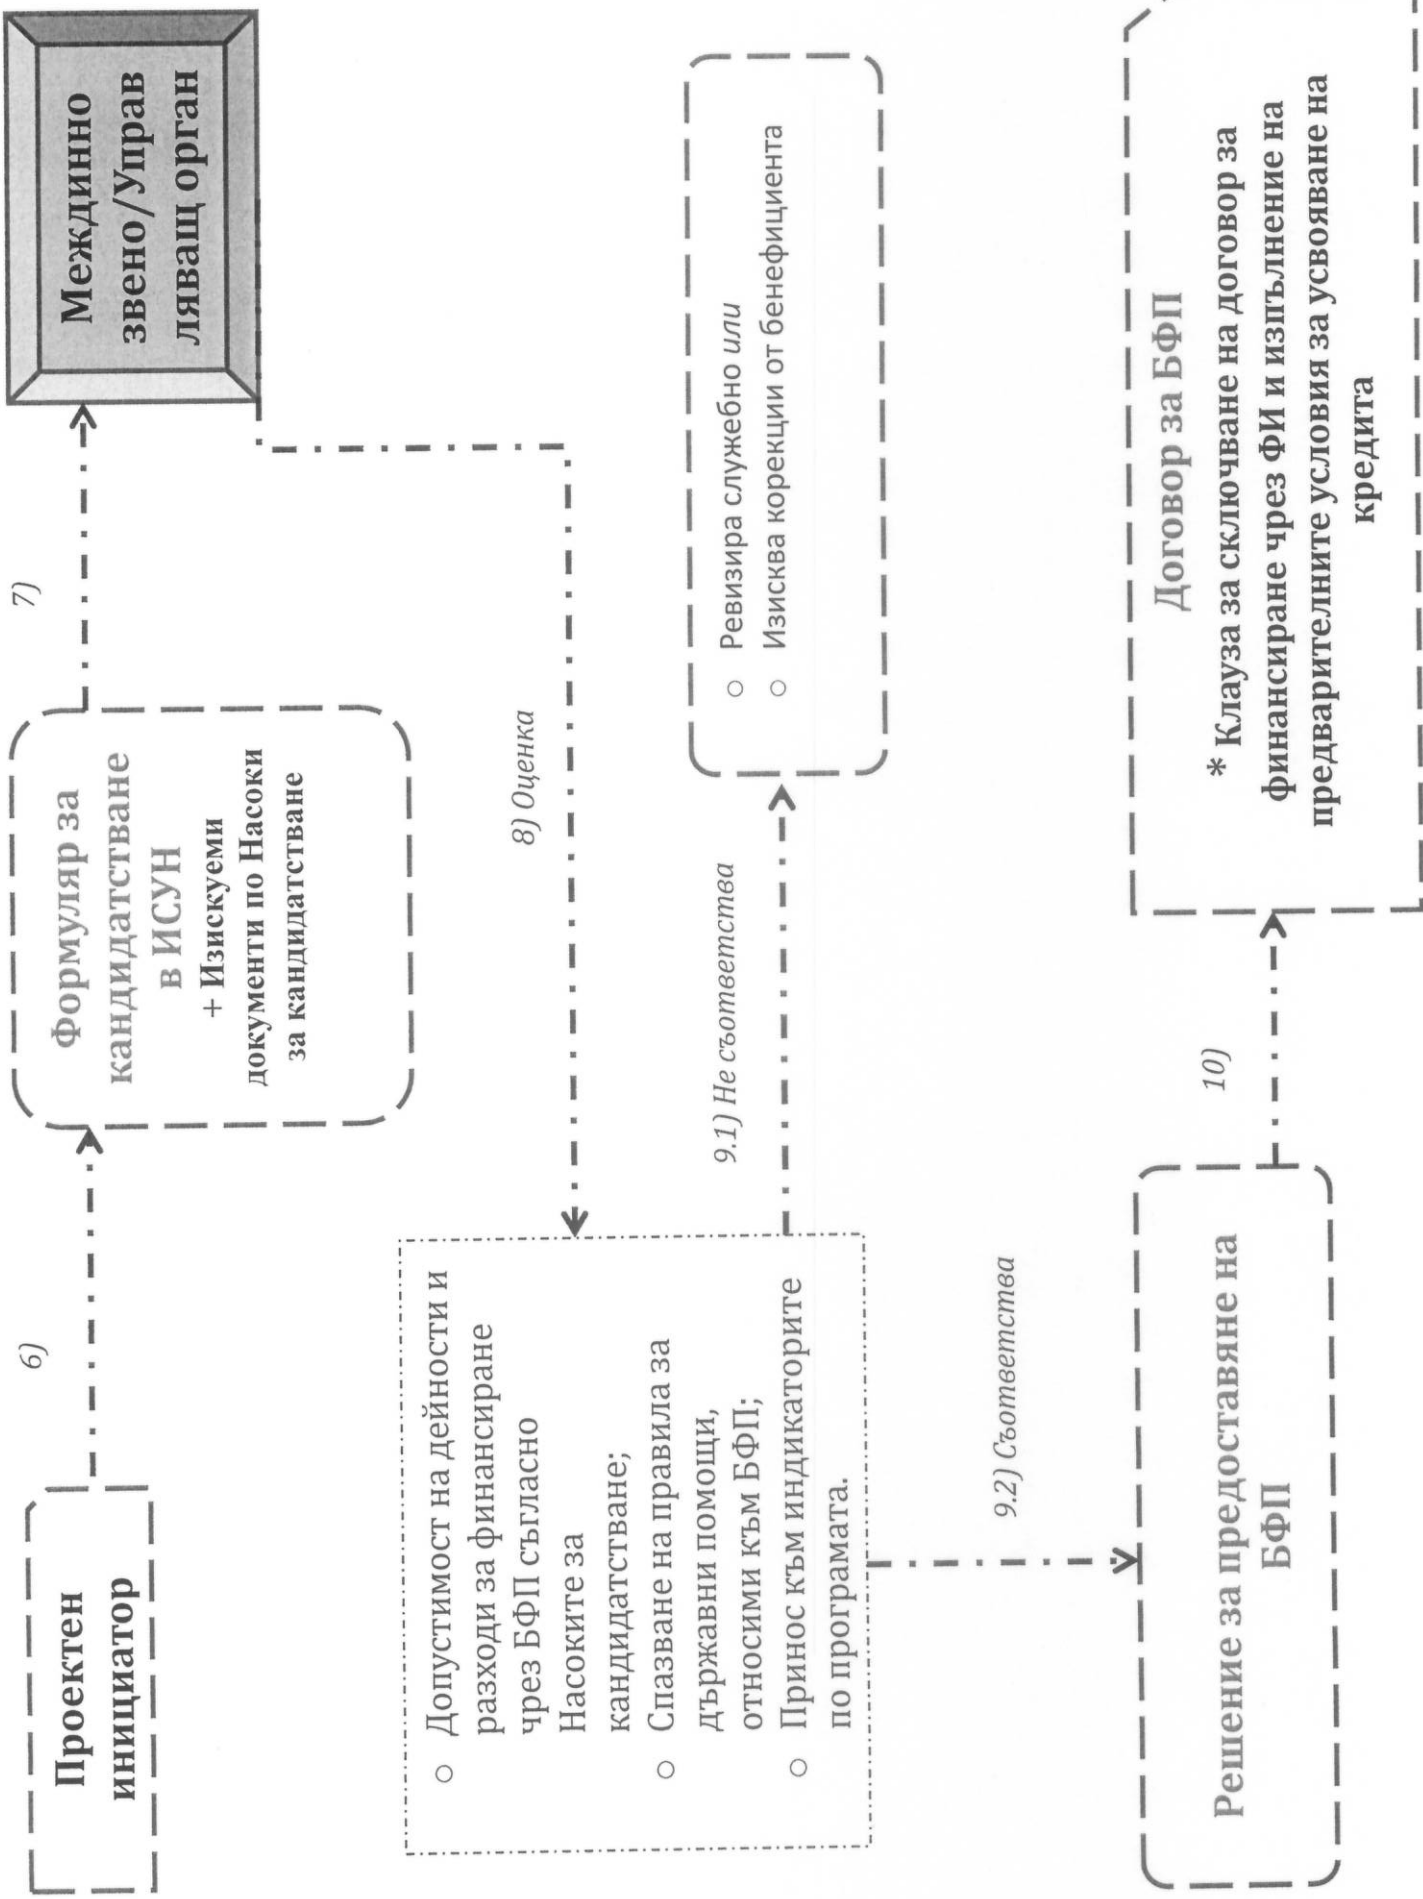 Проектен
инициатор
6)
Формуляр за
кандидатстване
в ИСУН
+ Изискуеми
документи по Насоки
за кандидатстване
7)
Междинно
звено/Управ
ляващ орган
8) Оценка
○ Допустимост на дейности и
разходи за финансиране
чрез БФП съгласно
Насоките за
кандидатстване;
○ Спазване на правила за
държавни помощи,
относими към БФП;
○ Принос към индикаторите
по програмата.
9.1) Не съответства
○ Ревизира служебно или
○ Изисква корекции от бенефициента
9.2) Съответства
Решение за предоставяне на
БФП
10)
Договор за БФП
* Клауза за сключване на договор за
финансиране чрез ФИ и изпълнение на
предварителните условия за усвояване на
кредита